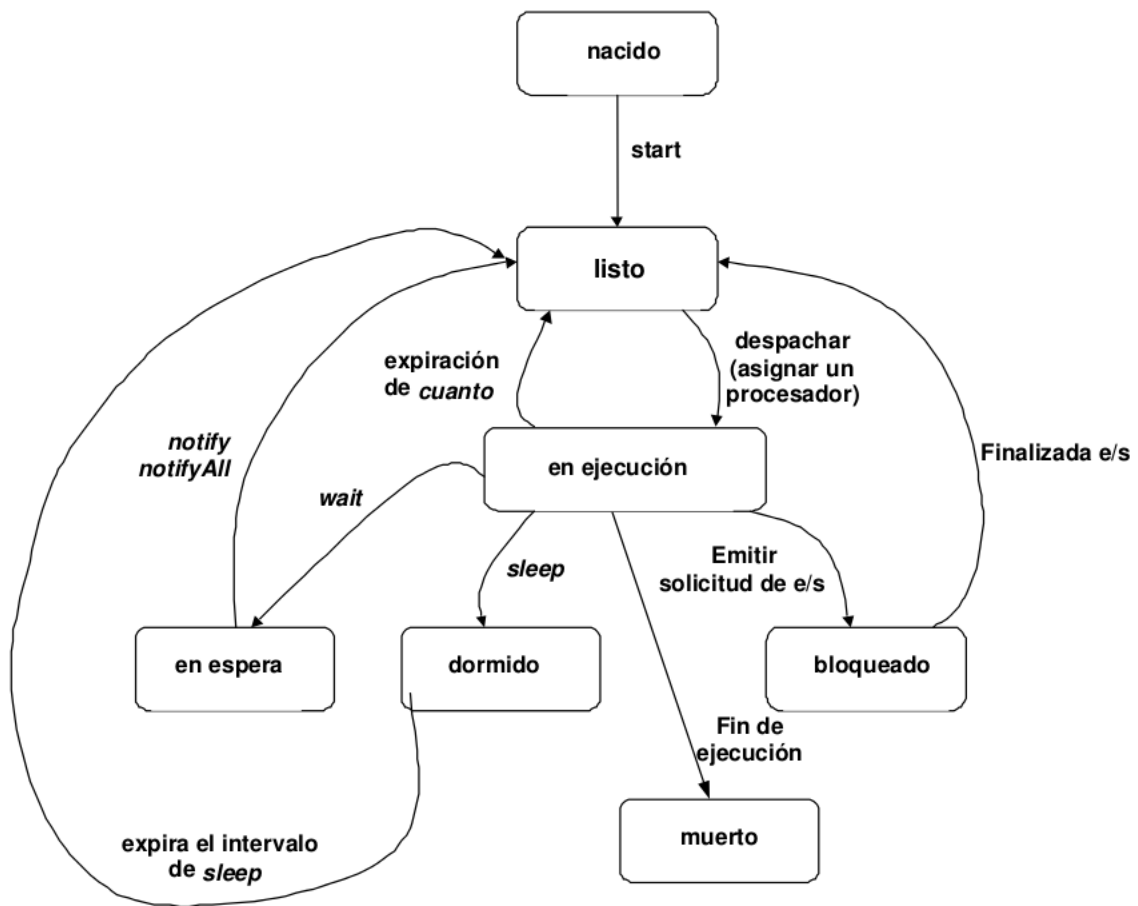 nacido
start
listo
expiración
de cuanto
despachar
(asignar un
procesador)
notify
notifyAll
wait
en ejecución
Finalizada e/s
sleep
Emitir
solicitud de e/s
en espera
dormido
bloqueado
Fin de
ejecución
expira el intervalo
de sleep
muerto